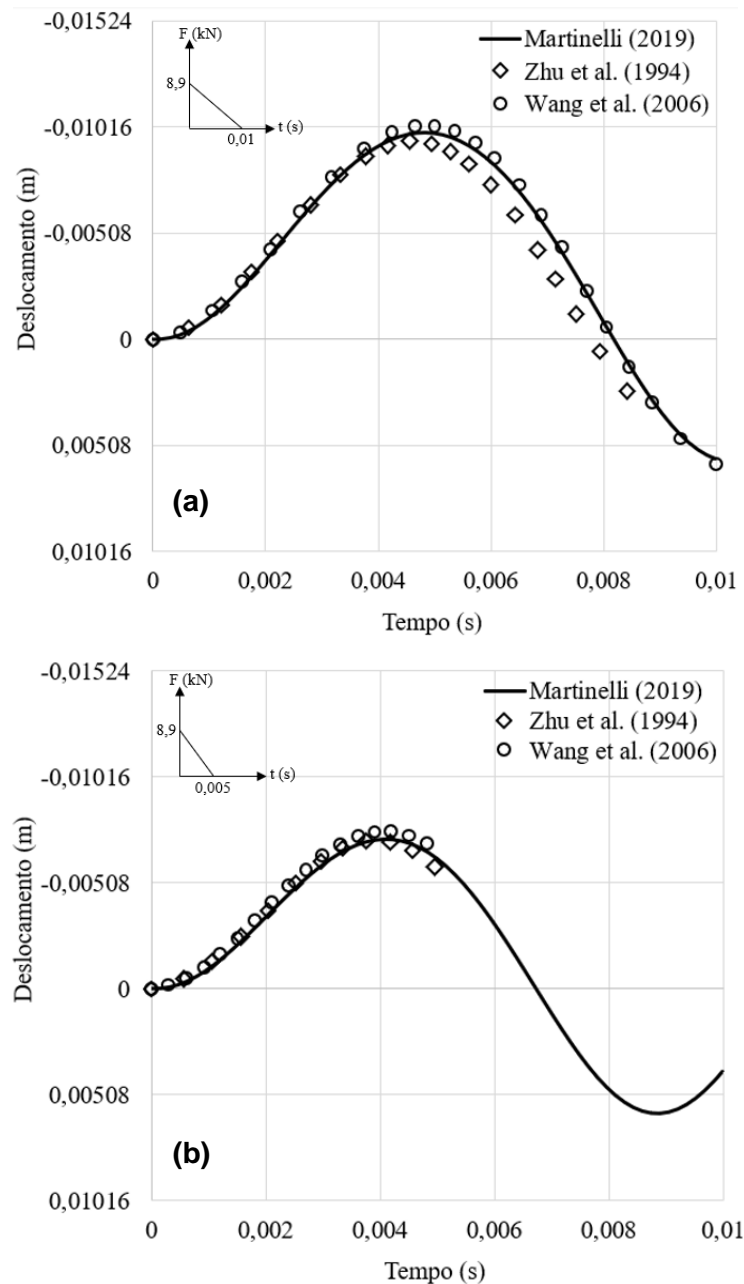 -0,01524
F (kN)
8,9
t (s)
0,01
Martinelli (2019)
Zhu et al. (1994)
Wang et al. (2006)
-0,01016
-0,00508
0
0,00508
0,01016
Deslocamento (m)
(a)
0 0,002 0,004 0,006 0,008 0,01
Tempo (s)
-0,01524
F (kN)
8,9
t (s)
0,005
Martinelli (2019)
Zhu et al. (1994)
Wang et al. (2006)
-0,01016
-0,00508
0
0,00508
0,01016
Deslocamento (m)
(b)
0 0,002 0,004 0,006 0,008 0,01
Tempo (s)